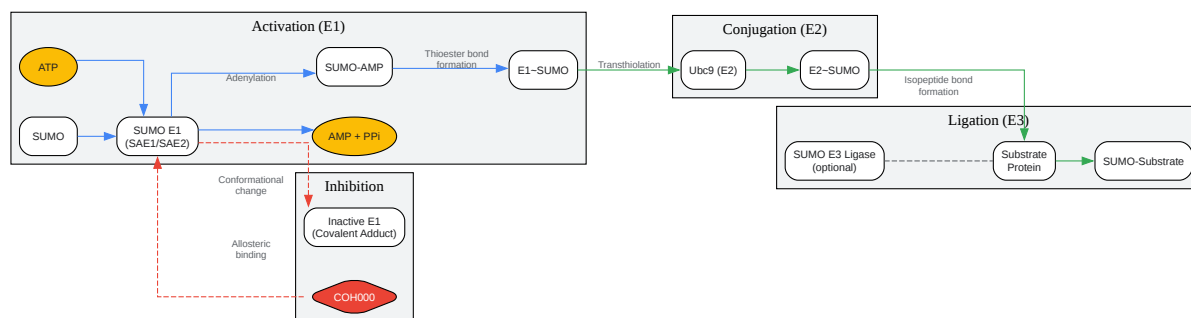 Activation (E1)
ATP
SUMO
SUMO E1
(SAE1/SAE2)
Adenylation
SUMO-AMP
AMP + PPi
Thioester bond
formation
E1~SUMO
Transthiolation
Conjugation (E2)
Ubc9 (E2)
E2~SUMO
Isopeptide bond
formation
Ligation (E3)
SUMO E3 Ligase
(optional)
Substrate
Protein
SUMO-Substrate
Conformational
change
Allosteric
binding
Inhibition
Inactive E1
(Covalent Adduct)
COH000